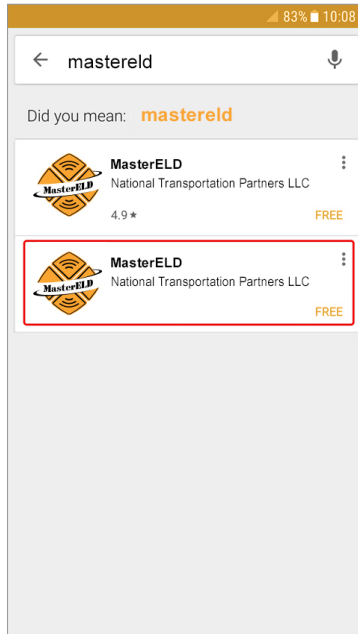 83% 10:08
mastereld
Did you mean: mastereld
MasterELD
MasterELD
National Transportation Partners LLC
4.9★
FREE
MasterELD
MasterELD
National Transportation Partners LLC
FREE